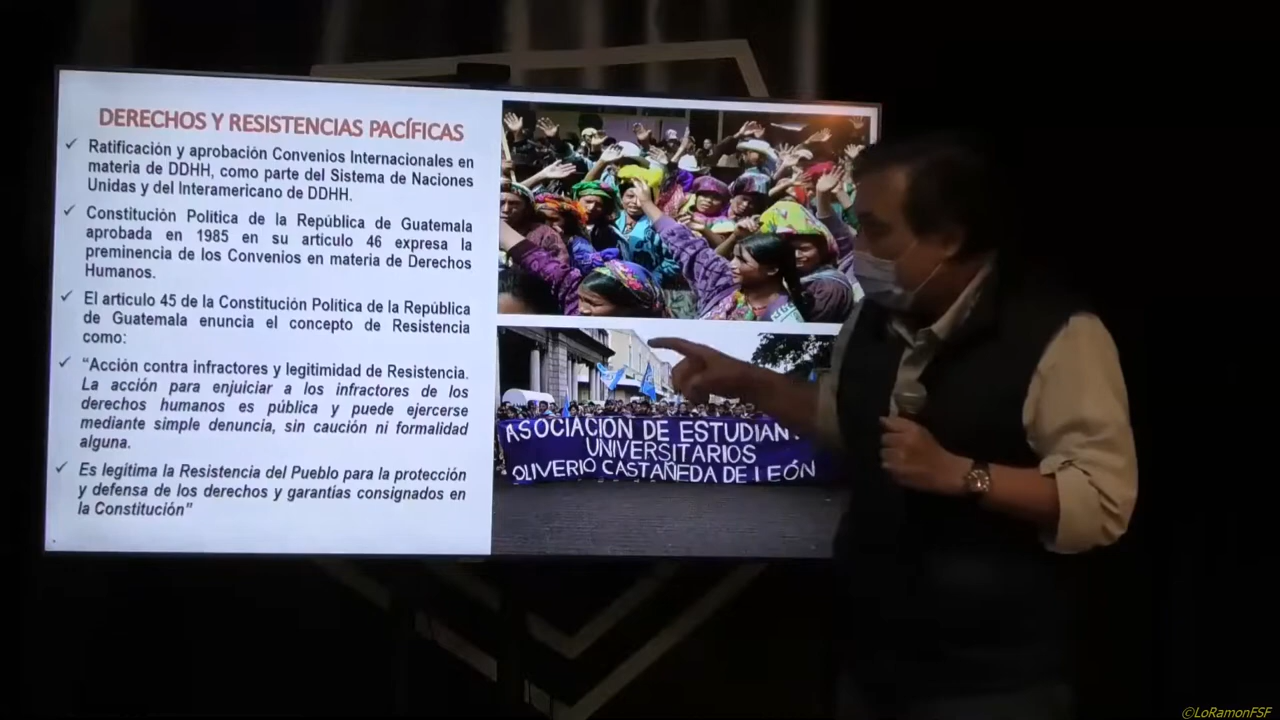 DERECHOS Y RESISTENCIAS PACÍFICAS
✓ Ratificación y aprobación Convenios Internacionales en
materia de DDHH, como parte del Sistema de Naciones
Unidas y del Interamericano de DDHH.
✓ Constitución Política de la República de Guatemala
aprobada en 1985 en su articulo 46 expresa la
preminencia de los Convenios en materia de Derechos
Humanos.
✓ El articulo 45 de la Constitución Política de la República
de Guatemala enuncia el concepto de Resistencia
como:
✓ “Acción contra infractores y legitimidad de Resistencia.
La acción para enjuiciar a los infractores de los
derechos humanos es pública y puede ejercerse
mediante simple denuncia, sin caución ni formalidad
alguna.
✓ Es legítima la Resistencia del Pueblo para la protección
y defensa de los derechos y garantías consignados en
la Constitución”
ASOCIACION DE ESTUDIAN
UNIVERSITARIOS
OLIVERIO CASTAÑEDA DE LEÓN
©LoRamonFSF